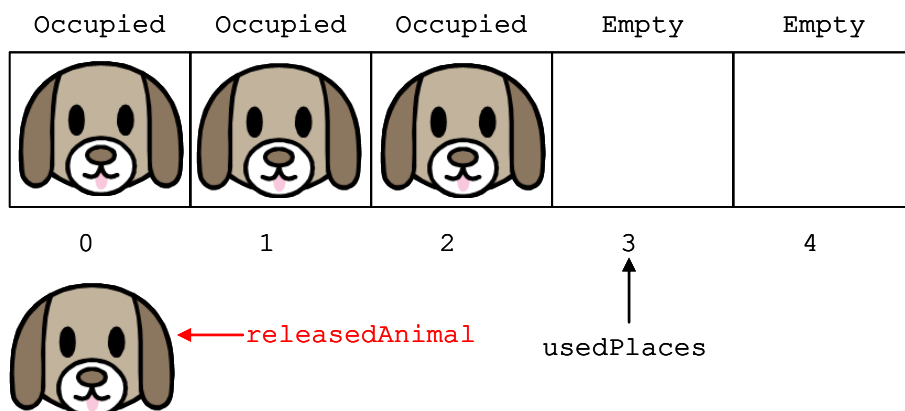 Occupied Occupied Occupied Empty Empty
0 1 2 3 4
releasedAnimal
usedPlaces